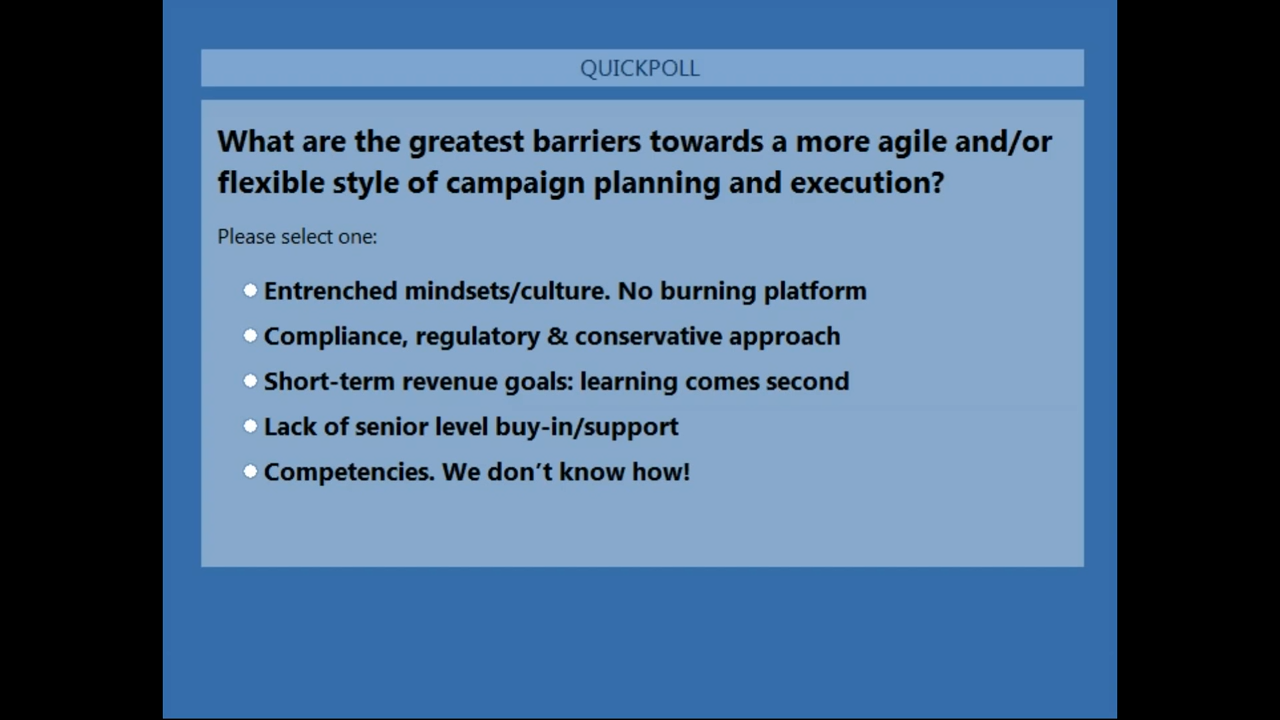 QUICKPOLL
What are the greatest barriers towards a more agile and/or
flexible style of campaign planning and execution?
Please select one:
Entrenched mindsets/culture. No burning platform
Compliance, regulatory & conservative approach
Short-term revenue goals: learning comes second
Lack of senior level buy-in/support
Competencies. We don’t know how!